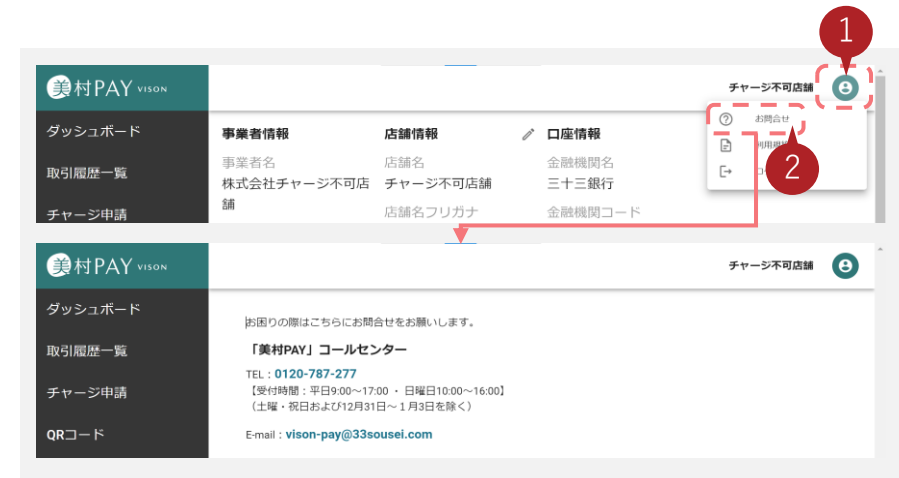 1
美村PAY VISON
チャージ不可店舗
ダッシュボード
取引履歴一覧
チャージ申請
事業者情報
事業者名
株式会社チャージ不可店
舗
店舗情報
店舗名
チャージ不可店舗
店舗名フリガナ
口座情報
金融機関名
三十三銀行
金融機関コード
お問合せ
2
美村PAY VISON
チャージ不可店舗
ダッシュボード
取引履歴一覧
チャージ申請
QRコード
お困りの際はこちらにお問合せをお願いします。
「美村PAY」コールセンター
TEL : 0120-787-277
【受付時間：平日9:00～17:00 ・ 日曜日10:00～16:00】
（土曜・祝日および12月31日～１月3日を除く）
E-mail : vison-pay@33sousei.com